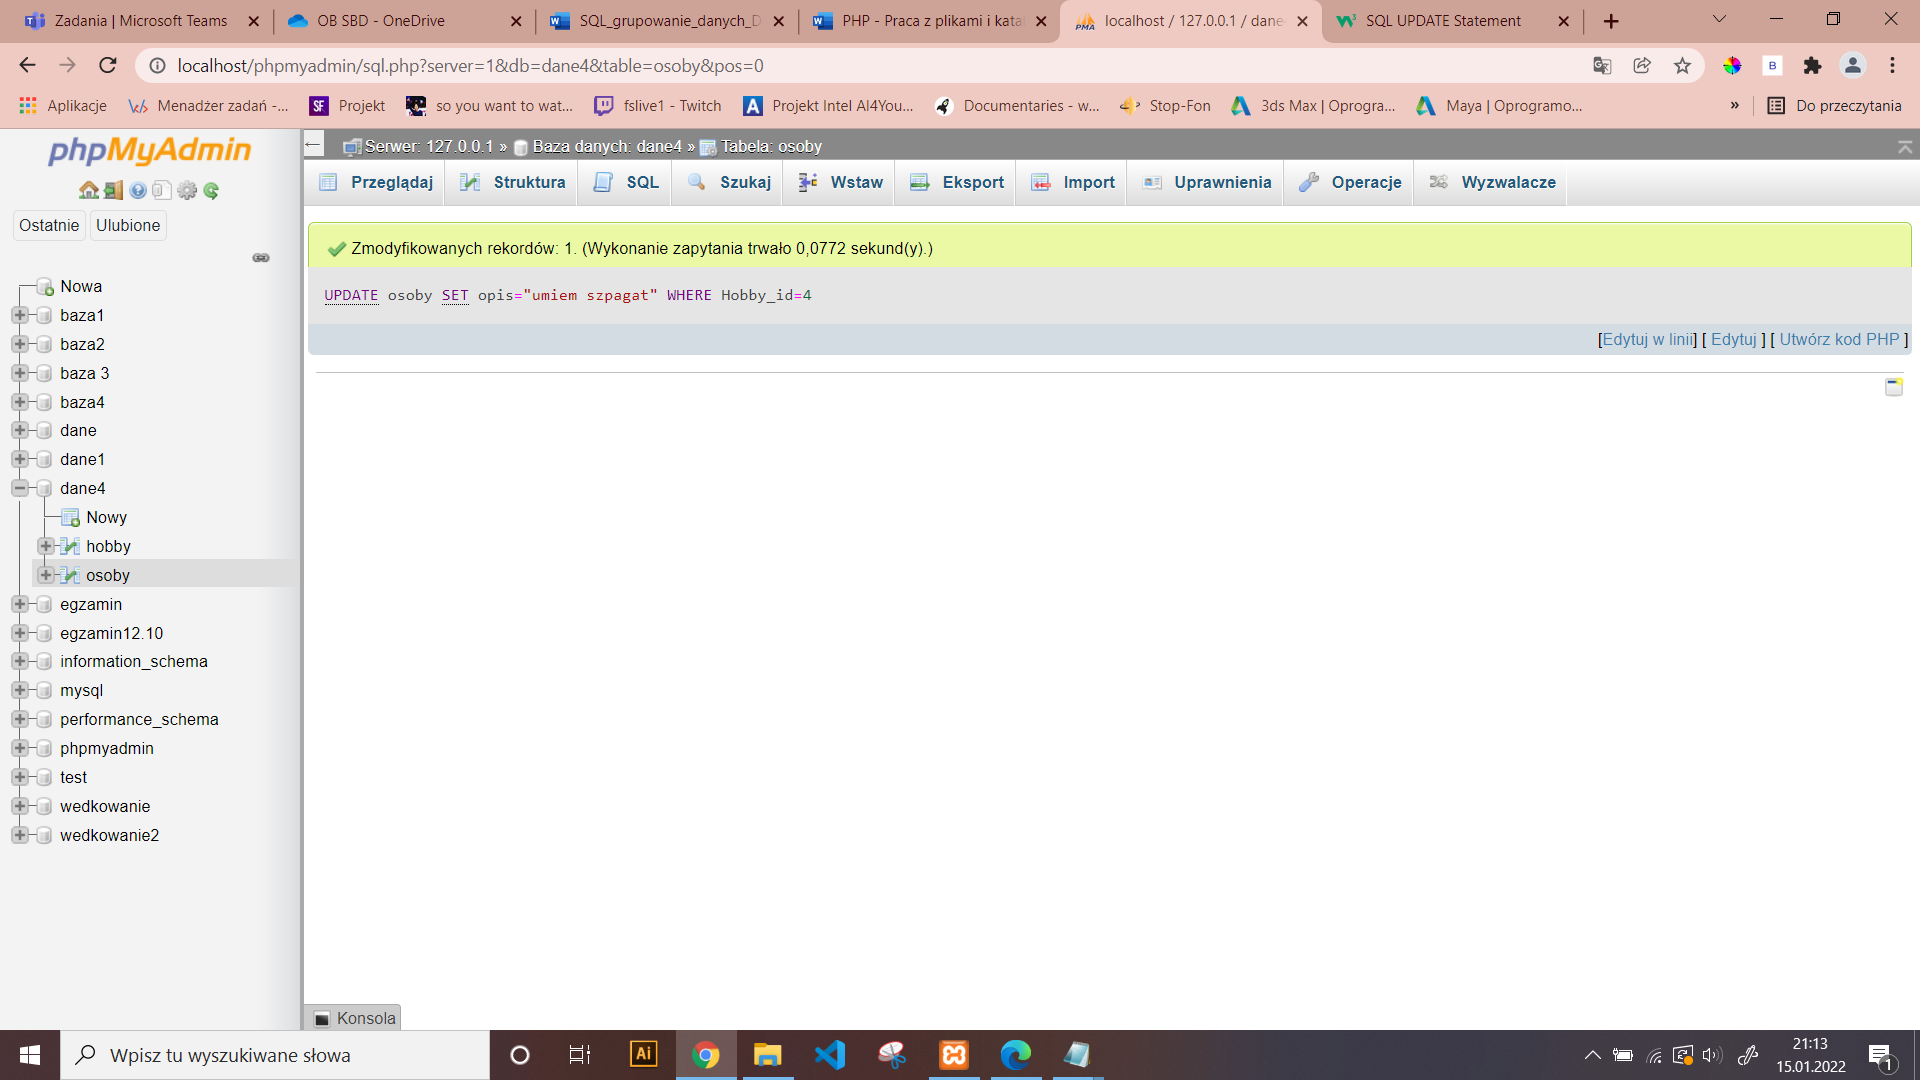 Zadania | Microsoft Teams
OB SBD - OneDrive
SQL_grupowanie_danych_D
PHP - Praca z plikami i kata
localhost / 127.0.0.1 / dane
SQL UPDATE Statement
localhost/phpmyadmin/sql.php?server=1&db=dane4&table=osoby&pos=0
Aplikacje
Menadżer zadań -...
Projekt
so you want to wat...
fslive1 - Twitch
Projekt Intel AI4You...
Documentaries - w...
Stop-Fon
3ds Max | Oprogra...
Maya | Oprogramo...
»
Do przeczytania
phpMyAdmin
Ostatnie
Ulubione
Nowa
baza1
baza2
baza 3
baza4
dane
dane1
dane4
Nowy
hobby
osoby
egzamin
egzamin12.10
information_schema
mysql
performance_schema
phpmyadmin
test
wedkowanie
wedkowanie2
Serwer: 127.0.0.1 » Baza danych: dane4 » Tabela: osoby
Przeglądaj
Struktura
SQL
Szukaj
Wstaw
Eksport
Import
Uprawnienia
Operacje
Wyzwalacze
Zmodyfikowanych rekordów: 1. (Wykonanie zapytania trwało 0,0772 sekund(y).)
UPDATE osoby SET opis="umiem szpagat" WHERE Hobby_id=4
[Edytuj w linii] [ Edytuj ] [ Utwórz kod PHP ]
Konsola
Wpisz tu wyszukiwane słowa
Ai
21:13
15.01.2022
1